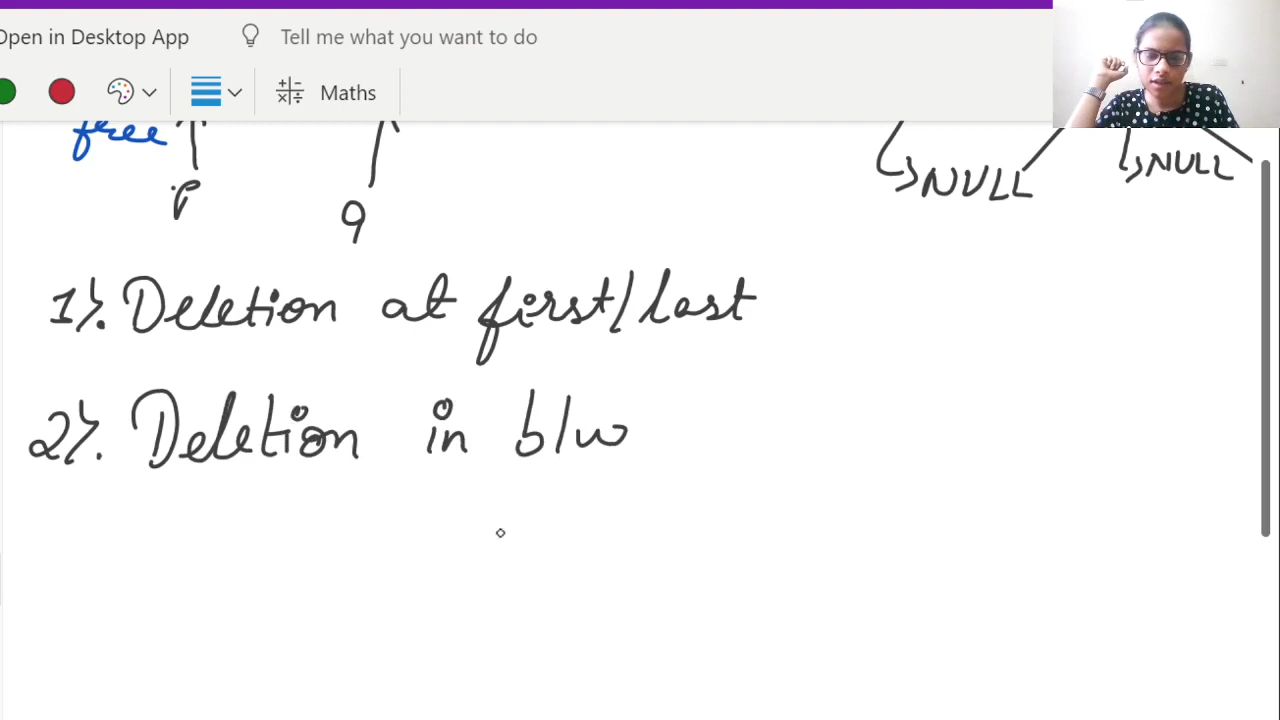 Open in Desktop App Tell me what you want to do
Maths
free
p
q
NULL NULL
1). Deletion at first/last
2). Deletion in b/w